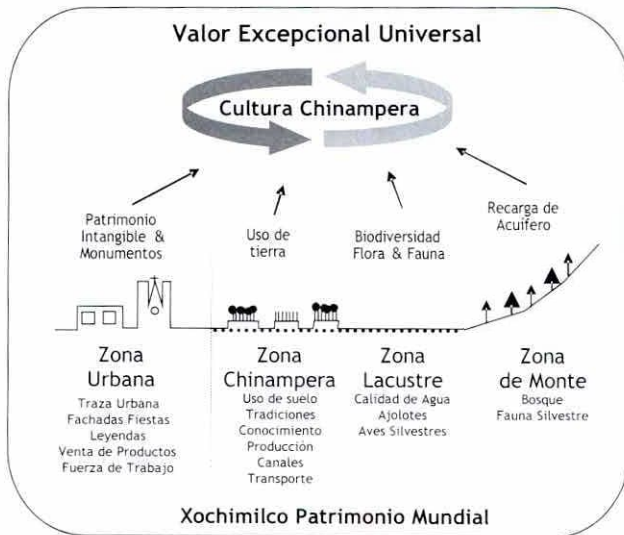 Valor Excepcional Universal
Cultura Chinampera
Patrimonio
Intangible &
Monumentos
Uso de
tierra
Biodiversidad
Flora & Fauna
Recarga de
Acuífero
Zona
Urbana
Traza Urbana
Fachadas Fiestas
Leyendas
Venta de Productos
Fuerza de Trabajo
Zona
Chinampera
Uso de suelo
Tradiciones
Conocimiento
Producción
Canales
Transporte
Zona
Lacustre
Calidad de Agua
Ajolotes
Aves Silvestres
Zona
de Monte
Bosque
Fauna Silvestre
Xochimilco Patrimonio Mundial